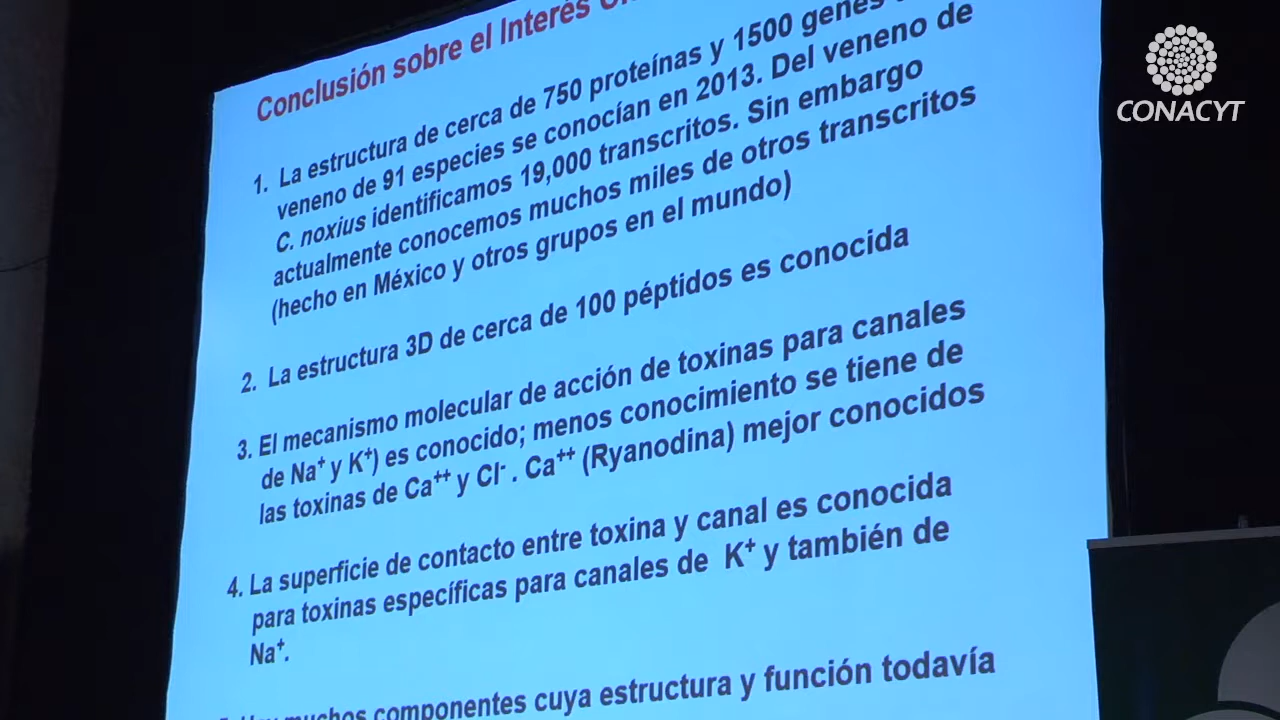 Conclusión sobre el Interés
1. La estructura de cerca de 750 proteínas y 1500 genes
veneno de 91 especies se conocían en 2013. Del veneno de
C. noxius identificamos 19,000 transcritos. Sin embargo
actualmente conocemos muchos miles de otros transcritos
(hecho en México y otros grupos en el mundo)
2. La estructura 3D de cerca de 100 péptidos es conocida
3. El mecanismo molecular de acción de toxinas para canales
de Na⁺ y K⁺) es conocido; menos conocimiento se tiene de
las toxinas de Ca⁺⁺ y Cl⁻. Ca⁺⁺ (Ryanodina) mejor conocidos
4. La superficie de contacto entre toxina y canal es conocida
para toxinas específicas para canales de K⁺ y también de
Na⁺.
muchos componentes cuya estructura y función todavía
CONACYT